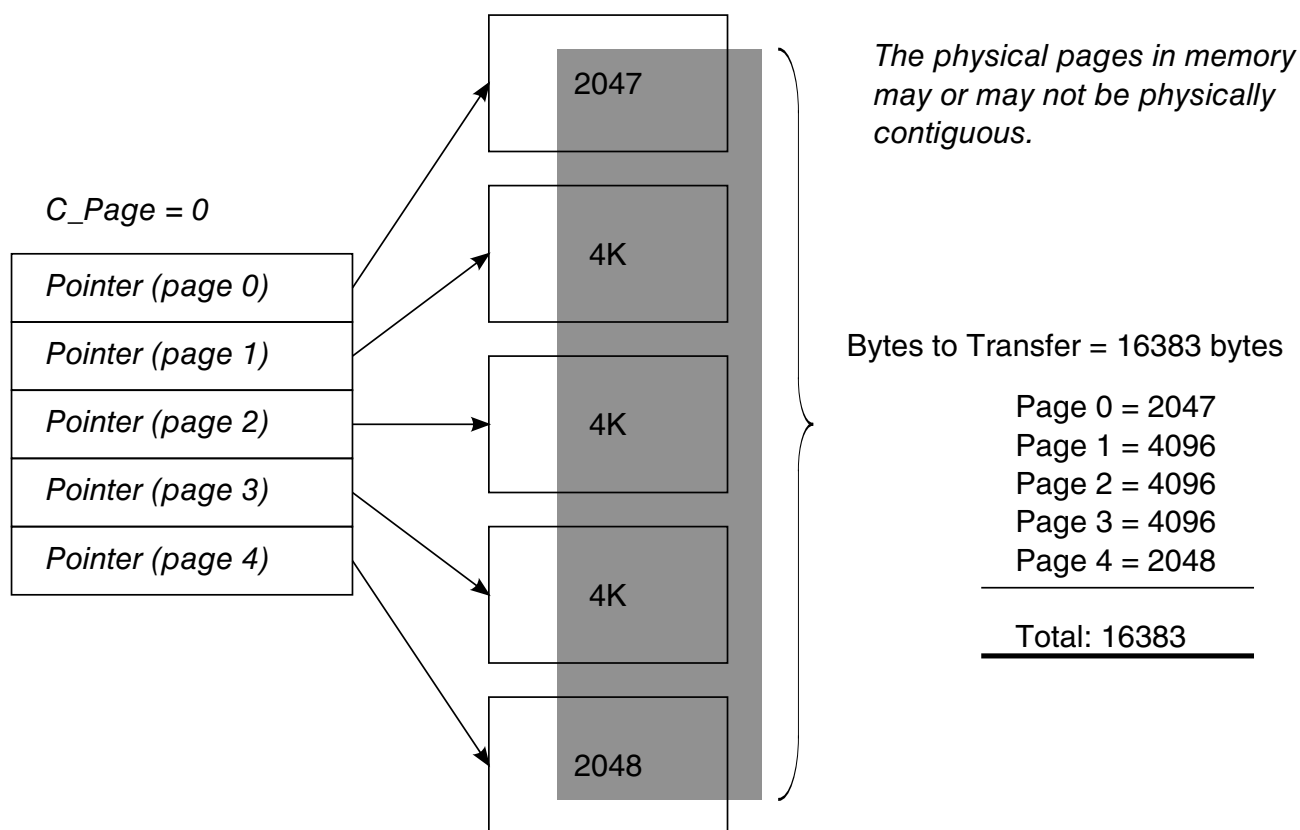 The physical pages in memory
may or may not be physically
contiguous.
C_Page = 0
Pointer (page 0)
Pointer (page 1)
Pointer (page 2)
Pointer (page 3)
Pointer (page 4)
2047
4K
4K
4K
2048
Bytes to Transfer = 16383 bytes
Page 0 = 2047
Page 1 = 4096
Page 2 = 4096
Page 3 = 4096
Page 4 = 2048
Total: 16383